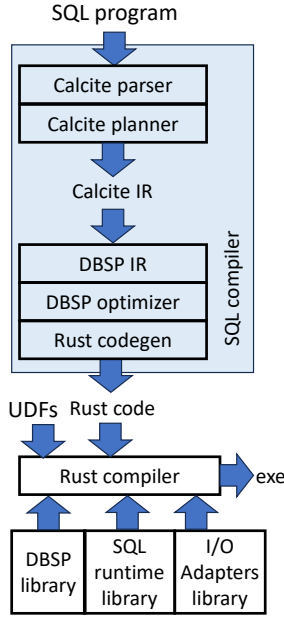 SQL program
Calcite parser
Calcite planner
Calcite IR
DBSP IR
DBSP optimizer
Rust codegen
SQL compiler
UDFs
Rust code
Rust compiler
exe
DBSP
library
SQL
runtime
library
I/O
Adapters
library